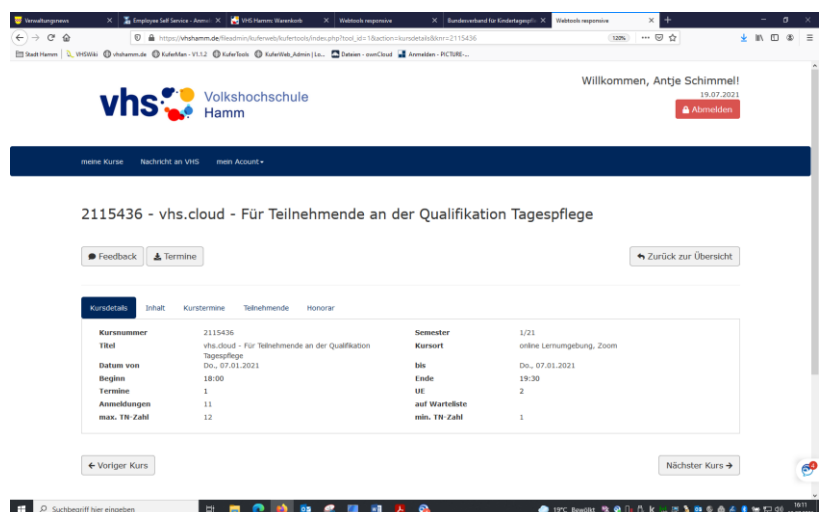 Verwaltungsnews
Employee Self Service - Anmel
VHS Hamm: Warenkorb
Webtools responsive
Bundesverband für Kindertagespfl
Webtools responsive
https://vhshamm.de/fileadmin/kuferweb/kufertools/index.php?tool_id=18&action=kursdetails&knr=2115436
120%
Stadt Hamm
VHSWiki
vhshamm.de
KuferMan - V1.1.2
KuferTools
KuferWeb_Admin | Lo...
Dateien - ownCloud
Anmelden - PICTURE-...
Willkommen, Antje Schimmel!
19.07.2021
Abmelden
vhs
Volkshochschule
Hamm
meine Kurse Nachricht an VHS mein Acount
2115436 - vhs.cloud - Für Teilnehmende an der Qualifikation Tagespflege
Feedback Termine Zurück zur Übersicht
Kursdetails Inhalt Kurstermine Teilnehmende Honorar
Kursnummer 2115436 Semester 1/21
Titel vhs.cloud - Für Teilnehmende an der Qualifikation Kursort online Lernumgebung, Zoom
Tagespflege
Datum von Do., 07.01.2021 bis Do., 07.01.2021
Beginn 18:00 Ende 19:30
Termine 1 UE 2
Anmeldungen 11 auf Warteliste
max. TN-Zahl 12 min. TN-Zahl 1
Voriger Kurs Nächster Kurs
Suchbegriff hier eingeben
19°C Bewölkt
16:11